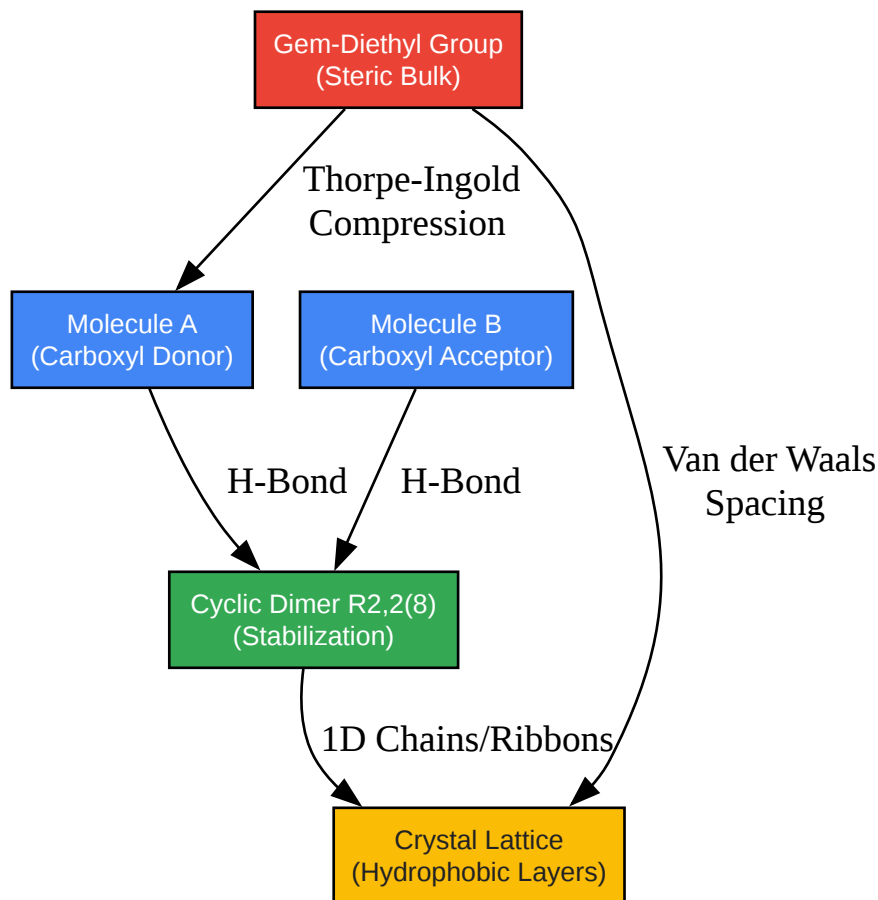 Gem-Diethyl Group
(Steric Bulk)
Thorpe-Ingold
Compression
Molecule A
(Carboxyl Donor)
Molecule B
(Carboxyl Acceptor)
Van der Waals
Spacing
H-Bond
H-Bond
Cyclic Dimer R2,2(8)
(Stabilization)
1D Chains/Ribbons
Crystal Lattice
(Hydrophobic Layers)